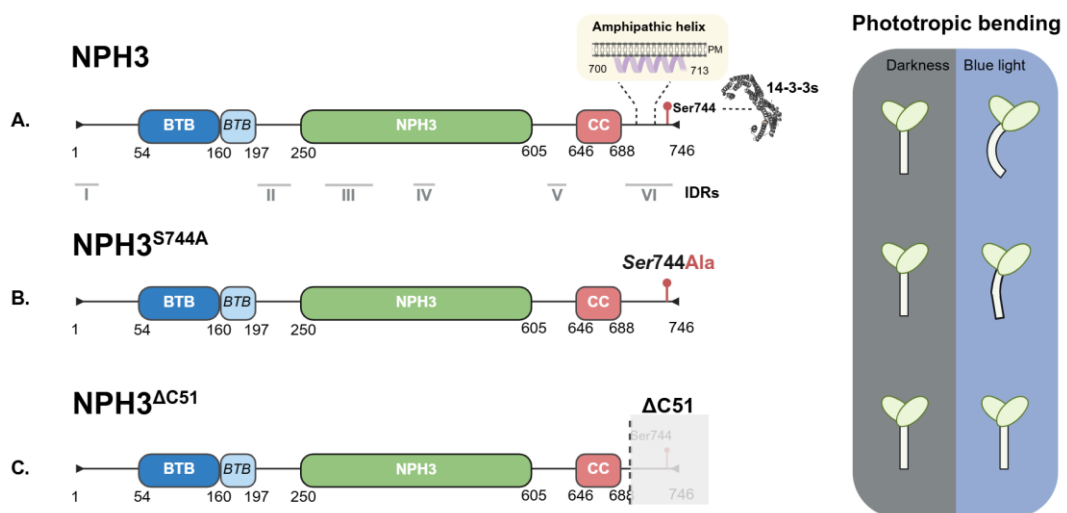 Phototropic bending
Darkness Blue light
NPH3
Amphipathic helix
PM
700 713
14-3-3s
Ser744
A.
BTB BTB NPH3 CC
1 54 160 197 250 605 646 688 746
I II III IV V VI IDRs
NPH3S744A
Ser744Ala
B.
BTB BTB NPH3 CC
1 54 160 197 250 605 646 688 746
NPH3ΔC51
ΔC51
Ser744
C.
BTB BTB NPH3 CC
1 54 160 197 250 605 646 688 746